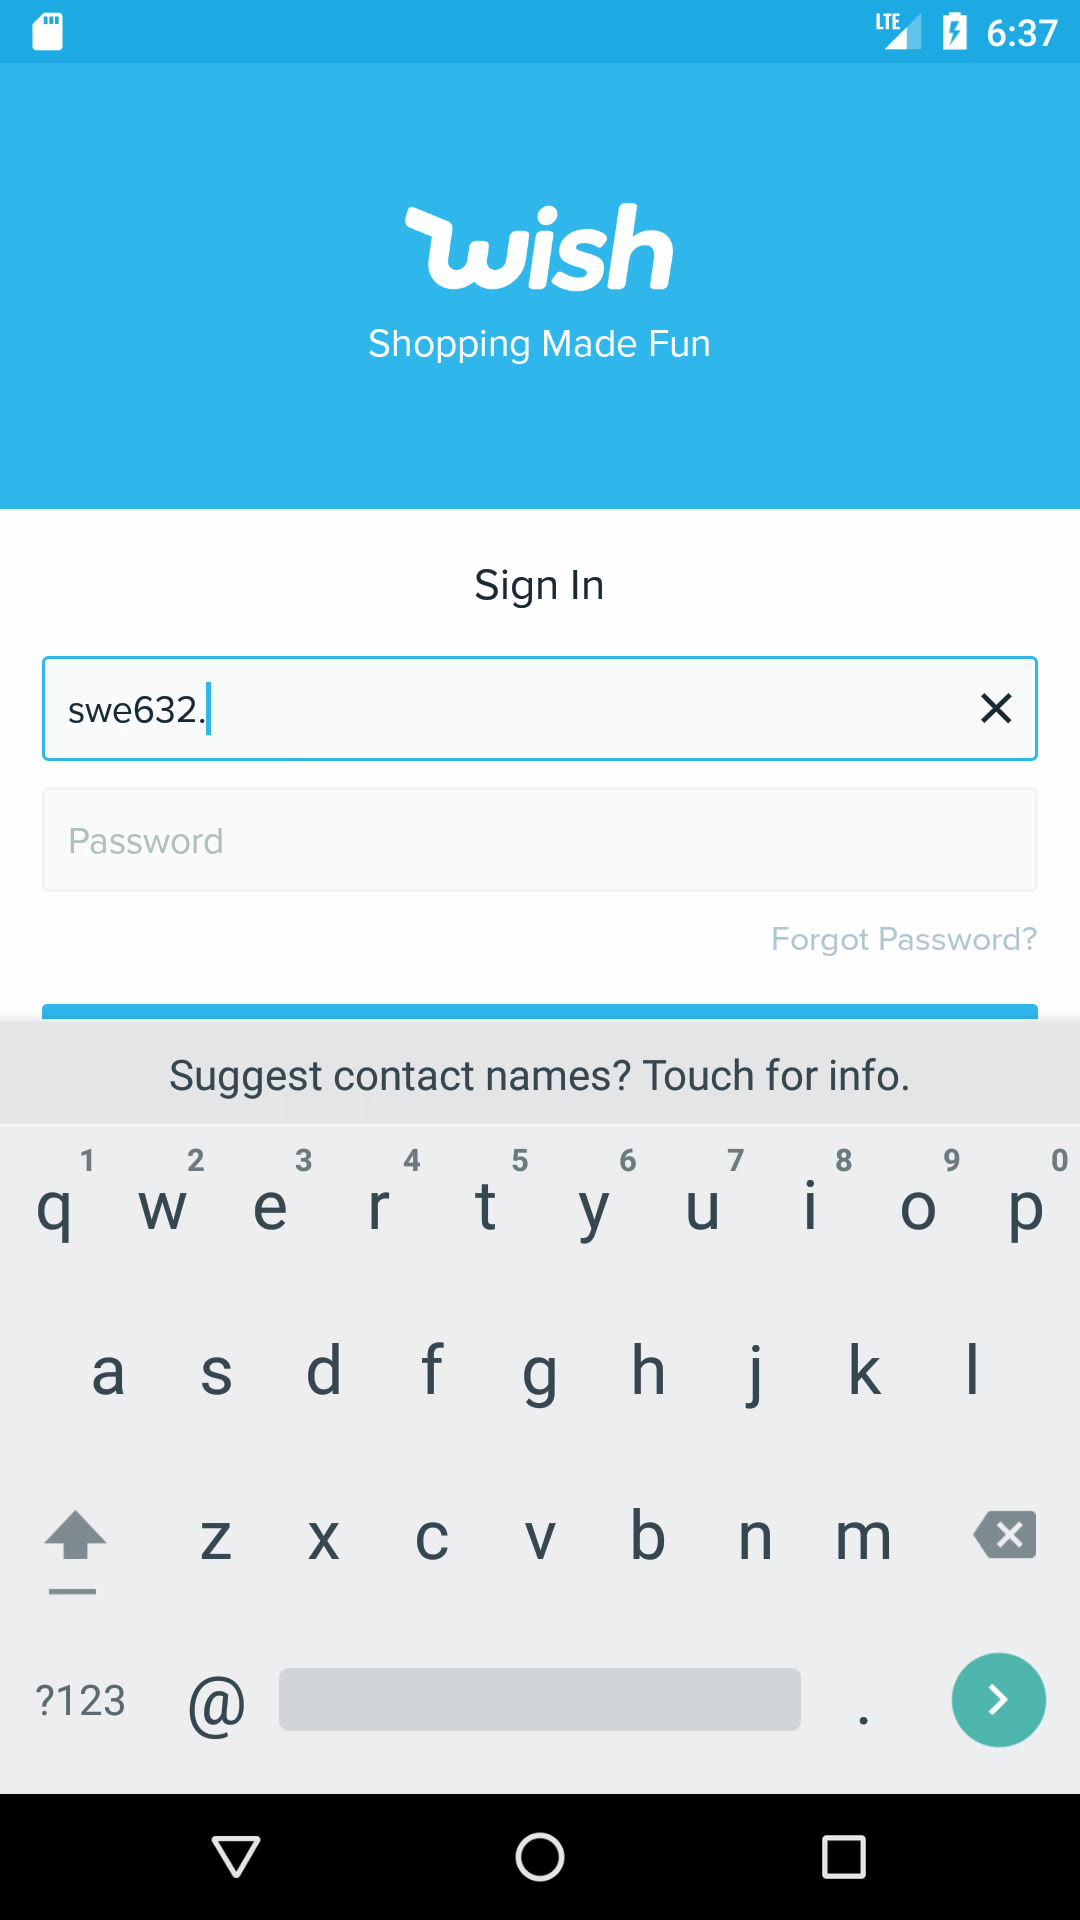 LTE 6:37
wish
Shopping Made Fun
Sign In
swe632.
Password
Forgot Password?
Suggest contact names? Touch for info.
1 2 3 4 5 6 7 8 9 0
q w e r t y u i o p
a s d f g h j k l
z x c v b n m
?123 @ .